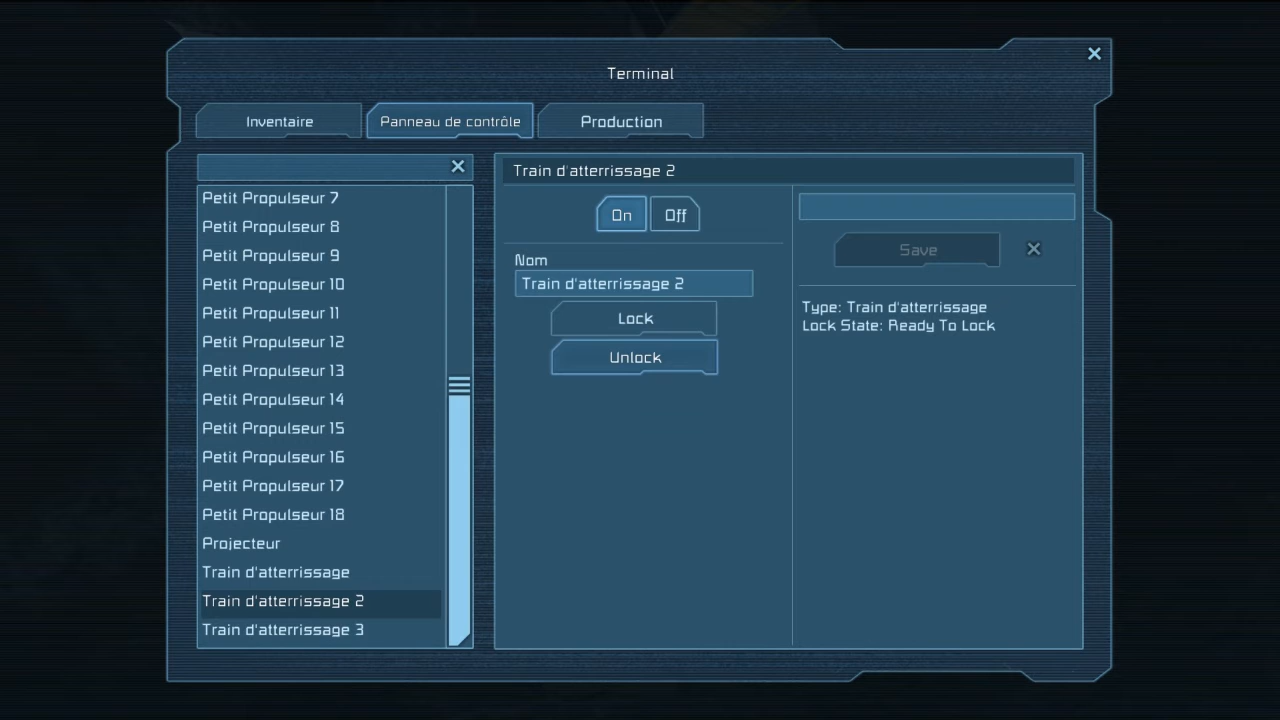 Terminal
Inventaire
Panneau de contrôle
Production
Petit Propulseur 7
Petit Propulseur 8
Petit Propulseur 9
Petit Propulseur 10
Petit Propulseur 11
Petit Propulseur 12
Petit Propulseur 13
Petit Propulseur 14
Petit Propulseur 15
Petit Propulseur 16
Petit Propulseur 17
Petit Propulseur 18
Projecteur
Train d'atterrissage
Train d'atterrissage 2
Train d'atterrissage 3
Train d'atterrissage 2
On
Off
Nom
Train d'atterrissage 2
Lock
Unlock
Save
Type: Train d'atterrissage
Lock State: Ready To Lock